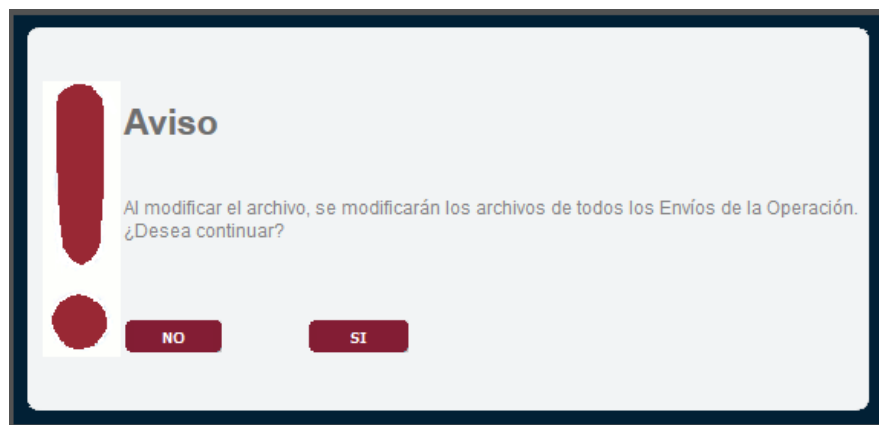 Aviso
Al modificar el archivo, se modificarán los archivos de todos los Envíos de la Operación.
¿Desea continuar?
NO
SI